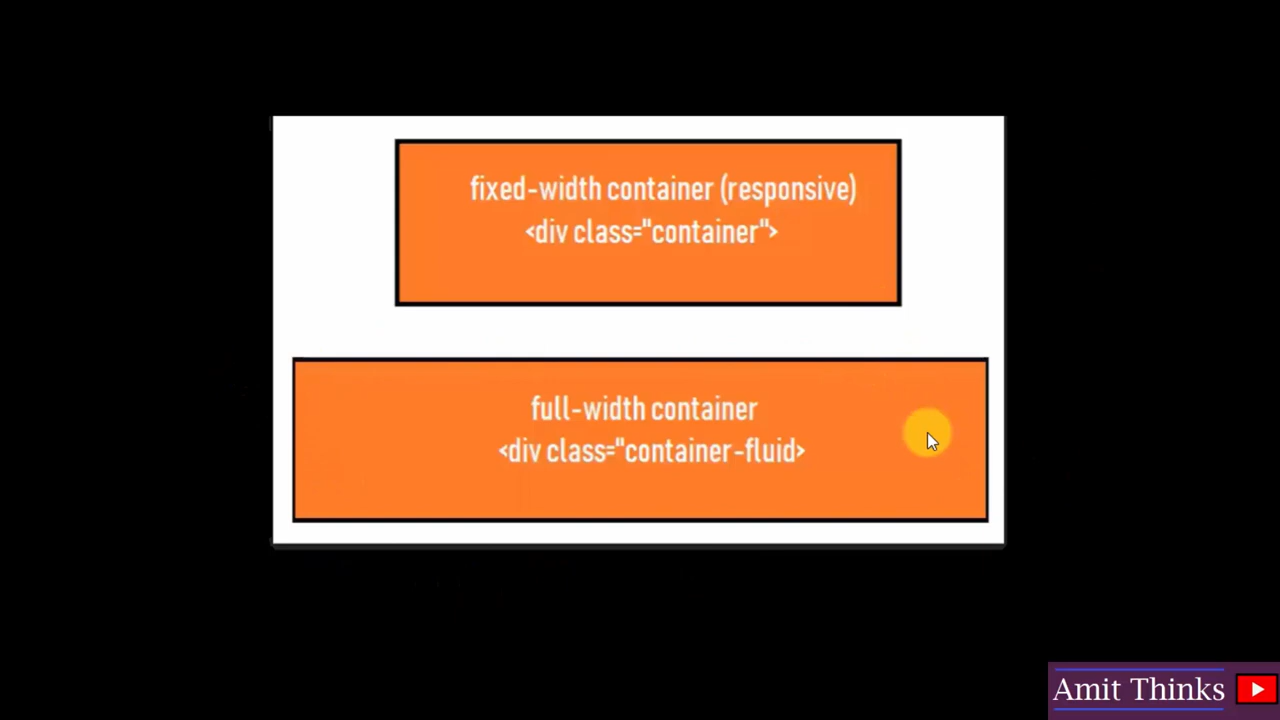 fixed-width container (responsive)
<div class="container">
full-width container
<div class="container-fluid>
Amit Thinks